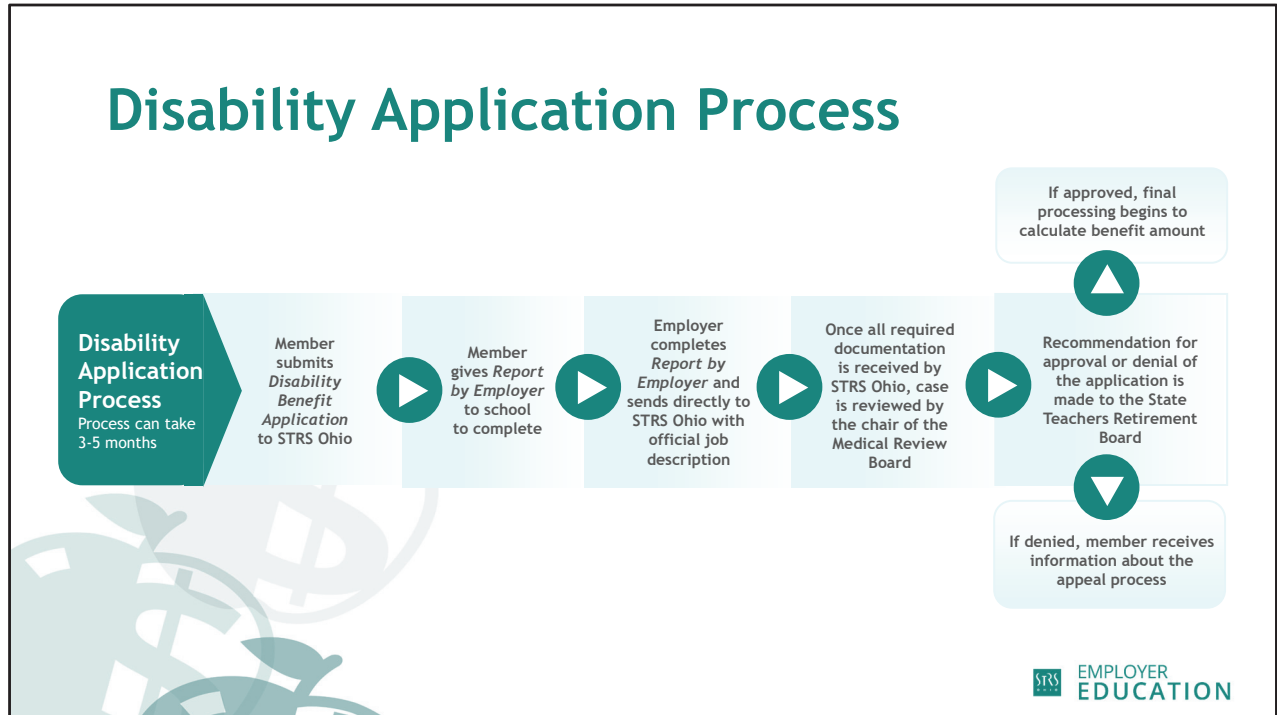 Disability Application Process
Disability
Application
Process
Process can take
3-5 months
Member
submits
Disability
Benefit
Application
to STRS Ohio
Member
gives Report
by Employer
to school
to complete
Employer
completes
Report by
Employer and
sends directly to
STRS Ohio with
official job
description
Once all required
documentation
is received by
STRS Ohio, case
is reviewed by
the chair of the
Medical Review
Board
Recommendation for
approval or denial of
the application is
made to the State
Teachers Retirement
Board
If approved, final
processing begins to
calculate benefit amount
If denied, member receives
information about the
appeal process
STRS
OHIO
EMPLOYER
EDUCATION